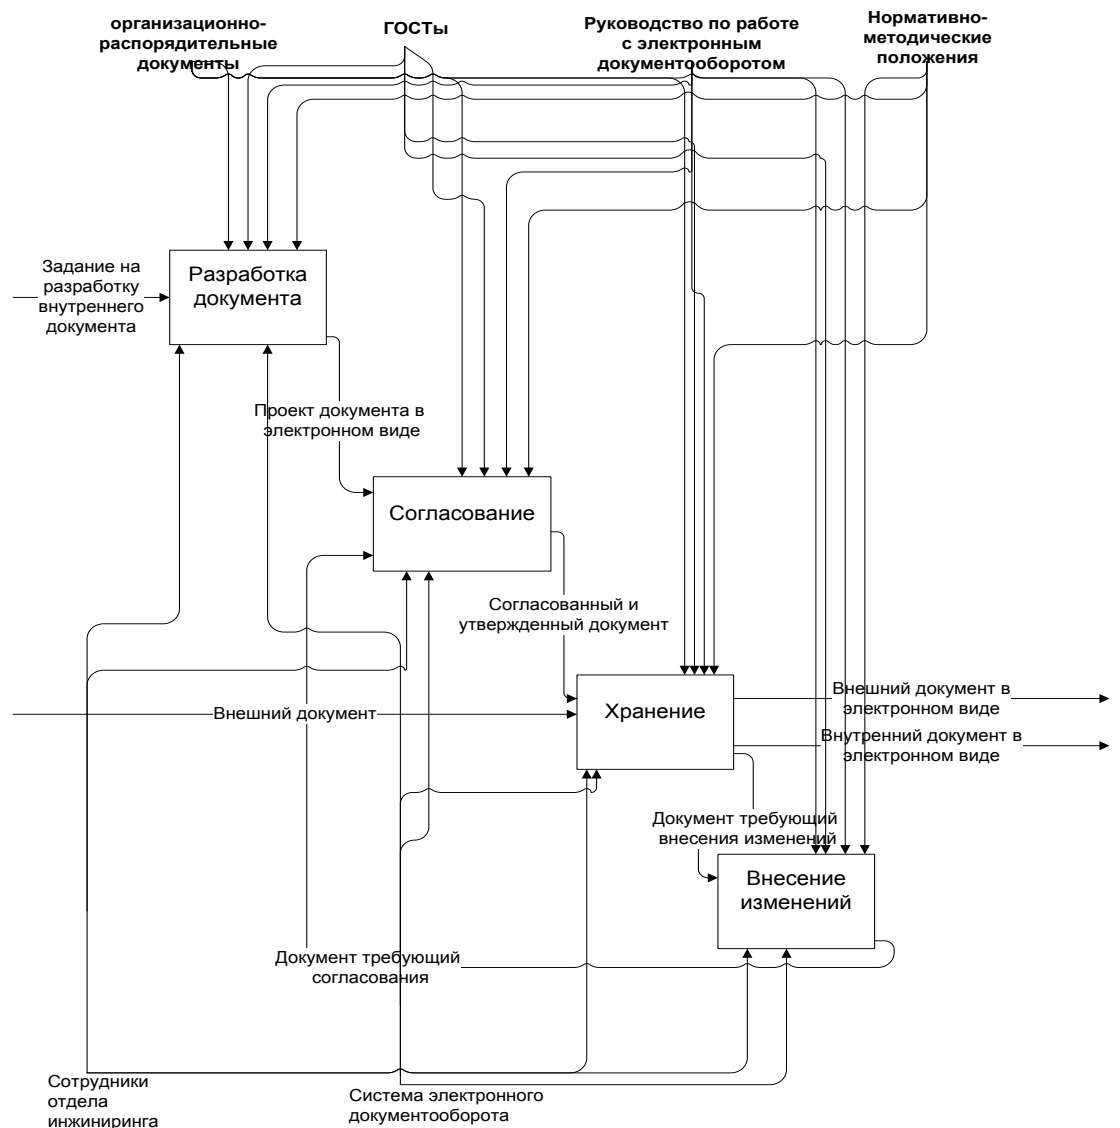 организационно-
распорядительные
документы
ГОСТы
Руководство по работе
с электронным
документооборотом
Нормативно-
методические
положения
Задание на
разработку
внутреннего
документа
Разработка
документа
Проект документа в
электронном виде
Согласование
Согласованный и
утвержденный документ
Внешний документ
Хранение
Внешний документ в
электронном виде
Внутренний документ в
электронном виде
Документ требующий
внесения изменений
Внесение
изменений
Документ требующий
согласования
Сотрудники
отдела
инжиниринга
Система электронного
документооборота